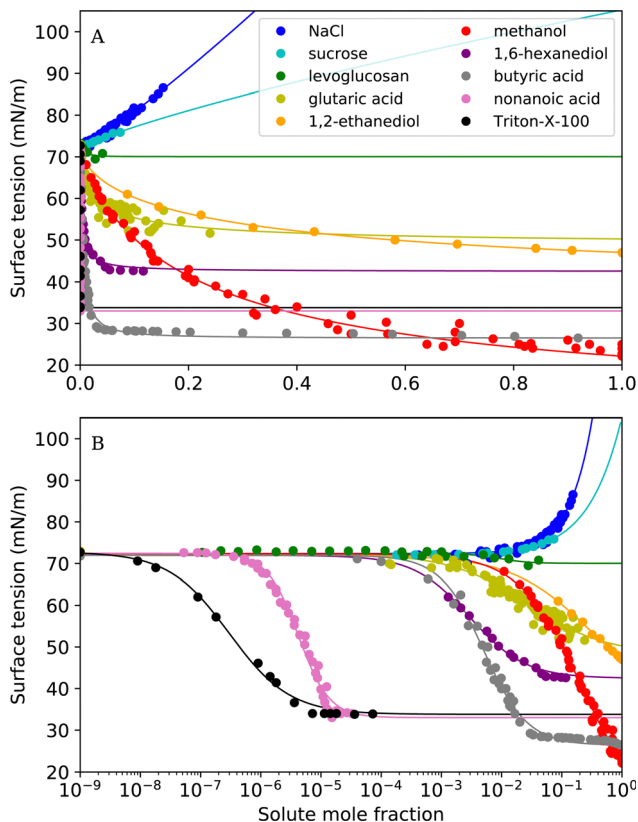 A
NaCl
sucrose
levoglucosan
glutaric acid
1,2-ethanediol
methanol
1,6-hexanediol
butyric acid
nonanoic acid
Triton-X-100
Surface tension (mN/m)
100
90
80
70
60
50
40
30
20
0.0 0.2 0.4 0.6 0.8 1.0
B
Surface tension (mN/m)
100
90
80
70
60
50
40
30
20
10⁻⁹ 10⁻⁸ 10⁻⁷ 10⁻⁶ 10⁻⁵ 10⁻⁴ 10⁻³ 10⁻² 10⁻¹ 10⁰
Solute mole fraction